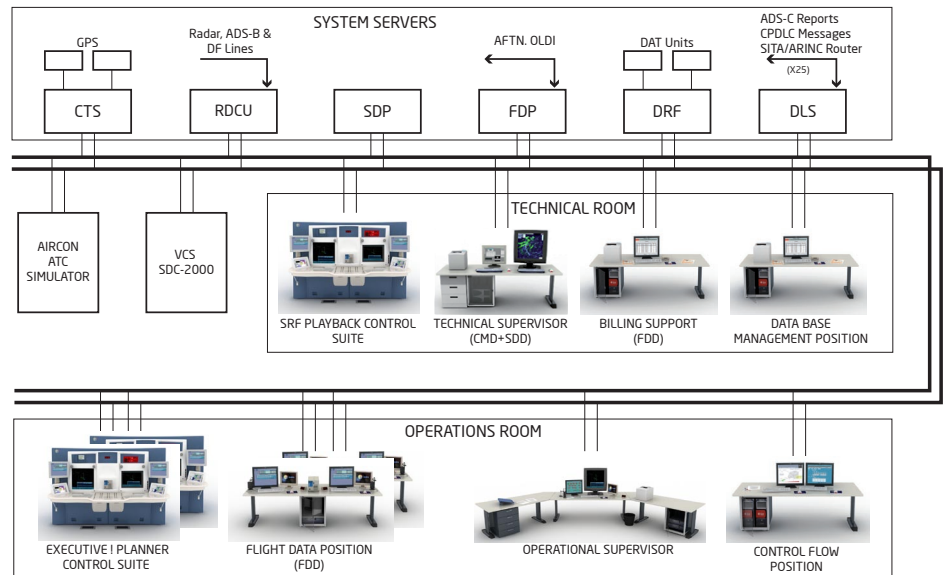 SYSTEM SERVERS
GPS
Radar, ADS-B &
DF Lines
AFTN. OLDI
DAT Units
ADS-C Reports
CPDLC Messages
SITA/ARINC Router
(X25)
CTS
RDCU
SDP
FDP
DRF
DLS
AIRCON
ATC
SIMULATOR
VCS
SDC-2000
TECHNICAL ROOM
SRF PLAYBACK CONTROL
SUITE
TECHNICAL SUPERVISOR
(CMD+SDD)
BILLING SUPPORT
(FDD)
DATA BASE
MANAGEMENT POSITION
OPERATIONS ROOM
EXECUTIVE ! PLANNER
CONTROL SUITE
FLIGHT DATA POSITION
(FDD)
OPERATIONAL SUPERVISOR
CONTROL FLOW
POSITION